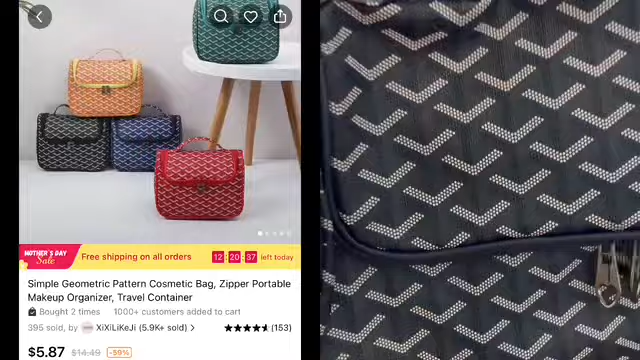 MOTHER'S DAY
Sale
Free shipping on all orders
12:20:37 left today
Simple Geometric Pattern Cosmetic Bag, Zipper Portable
Makeup Organizer, Travel Container
Bought 2 times 1000+ customers added to cart
395 sold, by XiXiLiKeJi (5.9K+ sold) >
(153)
$5.87 $14.49 -59%